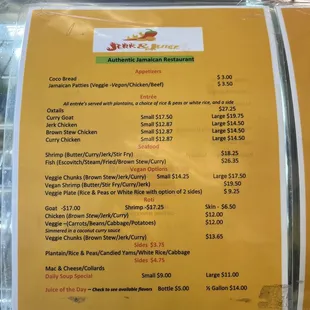 JERK & JUICE
Authentic Jamaican Restaurant
Appetizers
Coco Bread $ 3.00
Jamaican Patties (Veggie -Vegan/Chicken/Beef) $ 3.50
Entrée
All entrée's served with plantains, a choice of rice & peas or white rice, and a side
Oxtails $27.25
Curry Goat Small $17.50 Large $19.75
Jerk Chicken Small $12.87 Large $14.50
Brown Stew Chicken Small $12.87 Large $14.50
Curry Chicken Small $12.87 Large $14.50
Seafood
Shrimp (Butter/Curry/Jerk/Stir Fry) $18.25
Fish (Escovitch/Steam/Fried/Brown Stew/Curry) $26.35
Vegan Options
Veggie Chunks (Brown Stew/Jerk/Curry) Small $14.25 Large $17.50
Vegan Shrimp (Butter/Stir Fry/Curry/Jerk) $19.50
Veggie Plate (Rice & Peas or White Rice with option of 2 sides) $ 9.25
Roti
Goat -$17.00 Shrimp -$17.25 Skin - $6.50
Chicken (Brown Stew/Jerk/Curry) $12.00
Veggie –(Carrots/Beans/Cabbage/Potatoes) $12.00
Simmered in a coconut curry sauce
Veggie Chunks (Brown Stew/Jerk/Curry) $13.65
Sides $3.75
Plantain/Rice & Peas/Candied Yams/White Rice/Cabbage
Sides $4.75
Mac & Cheese/Collards
Daily Soup Special Small $9.00 Large $11.00
Juice of the Day – Check to see available flavors Bottle $5.00 ½ Gallon $14.00